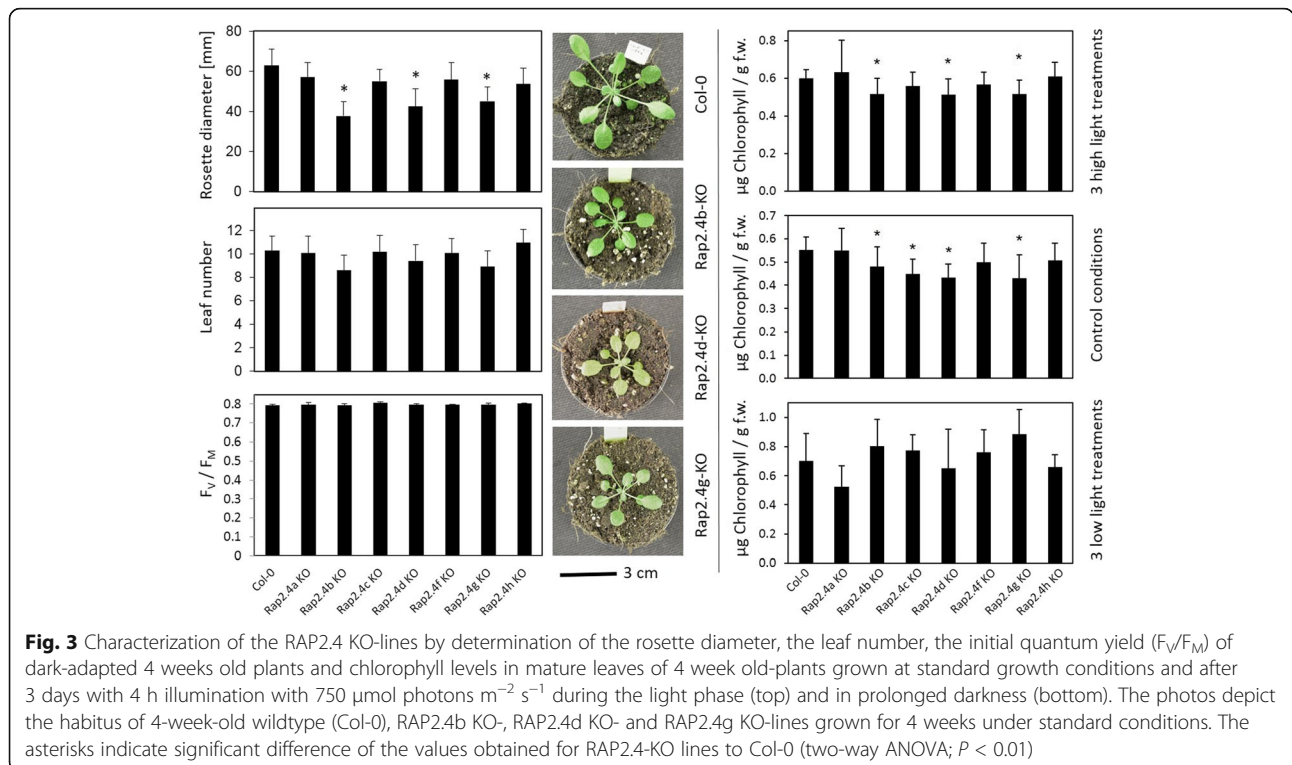 Rosette diameter [mm]
80
60
40
20
0
* * *
Leaf number
12
10
8
6
4
2
0
F_V / F_M
0.8
0.7
0.6
0.5
0.4
0.3
0.2
0.1
0
Col-0
Rap2.4a KO
Rap2.4b KO
Rap2.4c KO
Rap2.4d KO
Rap2.4f KO
Rap2.4g KO
Rap2.4h KO
Col-0
Rap2.4b-KO
Rap2.4d-KO
Rap2.4g-KO
3 cm
µg Chlorophyll / g f.w.
0.8
0.6
0.4
0.2
0.0
* * *
3 high light treatments
µg Chlorophyll / g f.w.
0.7
0.6
0.5
0.4
0.3
0.2
0.1
0.0
* * * *
Control conditions
µg Chlorophyll / g f.w.
1.0
0.8
0.6
0.4
0.2
0.0
3 low light treatments
Col-0
Rap2.4a KO
Rap2.4b KO
Rap2.4c KO
Rap2.4d KO
Rap2.4f KO
Rap2.4g KO
Rap2.4h KO
Fig. 3 Characterization of the RAP2.4 KO-lines by determination of the rosette diameter, the leaf number, the initial quantum yield (F_V/F_M) of
dark-adapted 4 weeks old plants and chlorophyll levels in mature leaves of 4 week old-plants grown at standard growth conditions and after
3 days with 4 h illumination with 750 µmol photons m⁻² s⁻¹ during the light phase (top) and in prolonged darkness (bottom). The photos depict
the habitus of 4-week-old wildtype (Col-0), RAP2.4b KO-, RAP2.4d KO- and RAP2.4g KO-lines grown for 4 weeks under standard conditions. The
asterisks indicate significant difference of the values obtained for RAP2.4-KO lines to Col-0 (two-way ANOVA; P < 0.01)